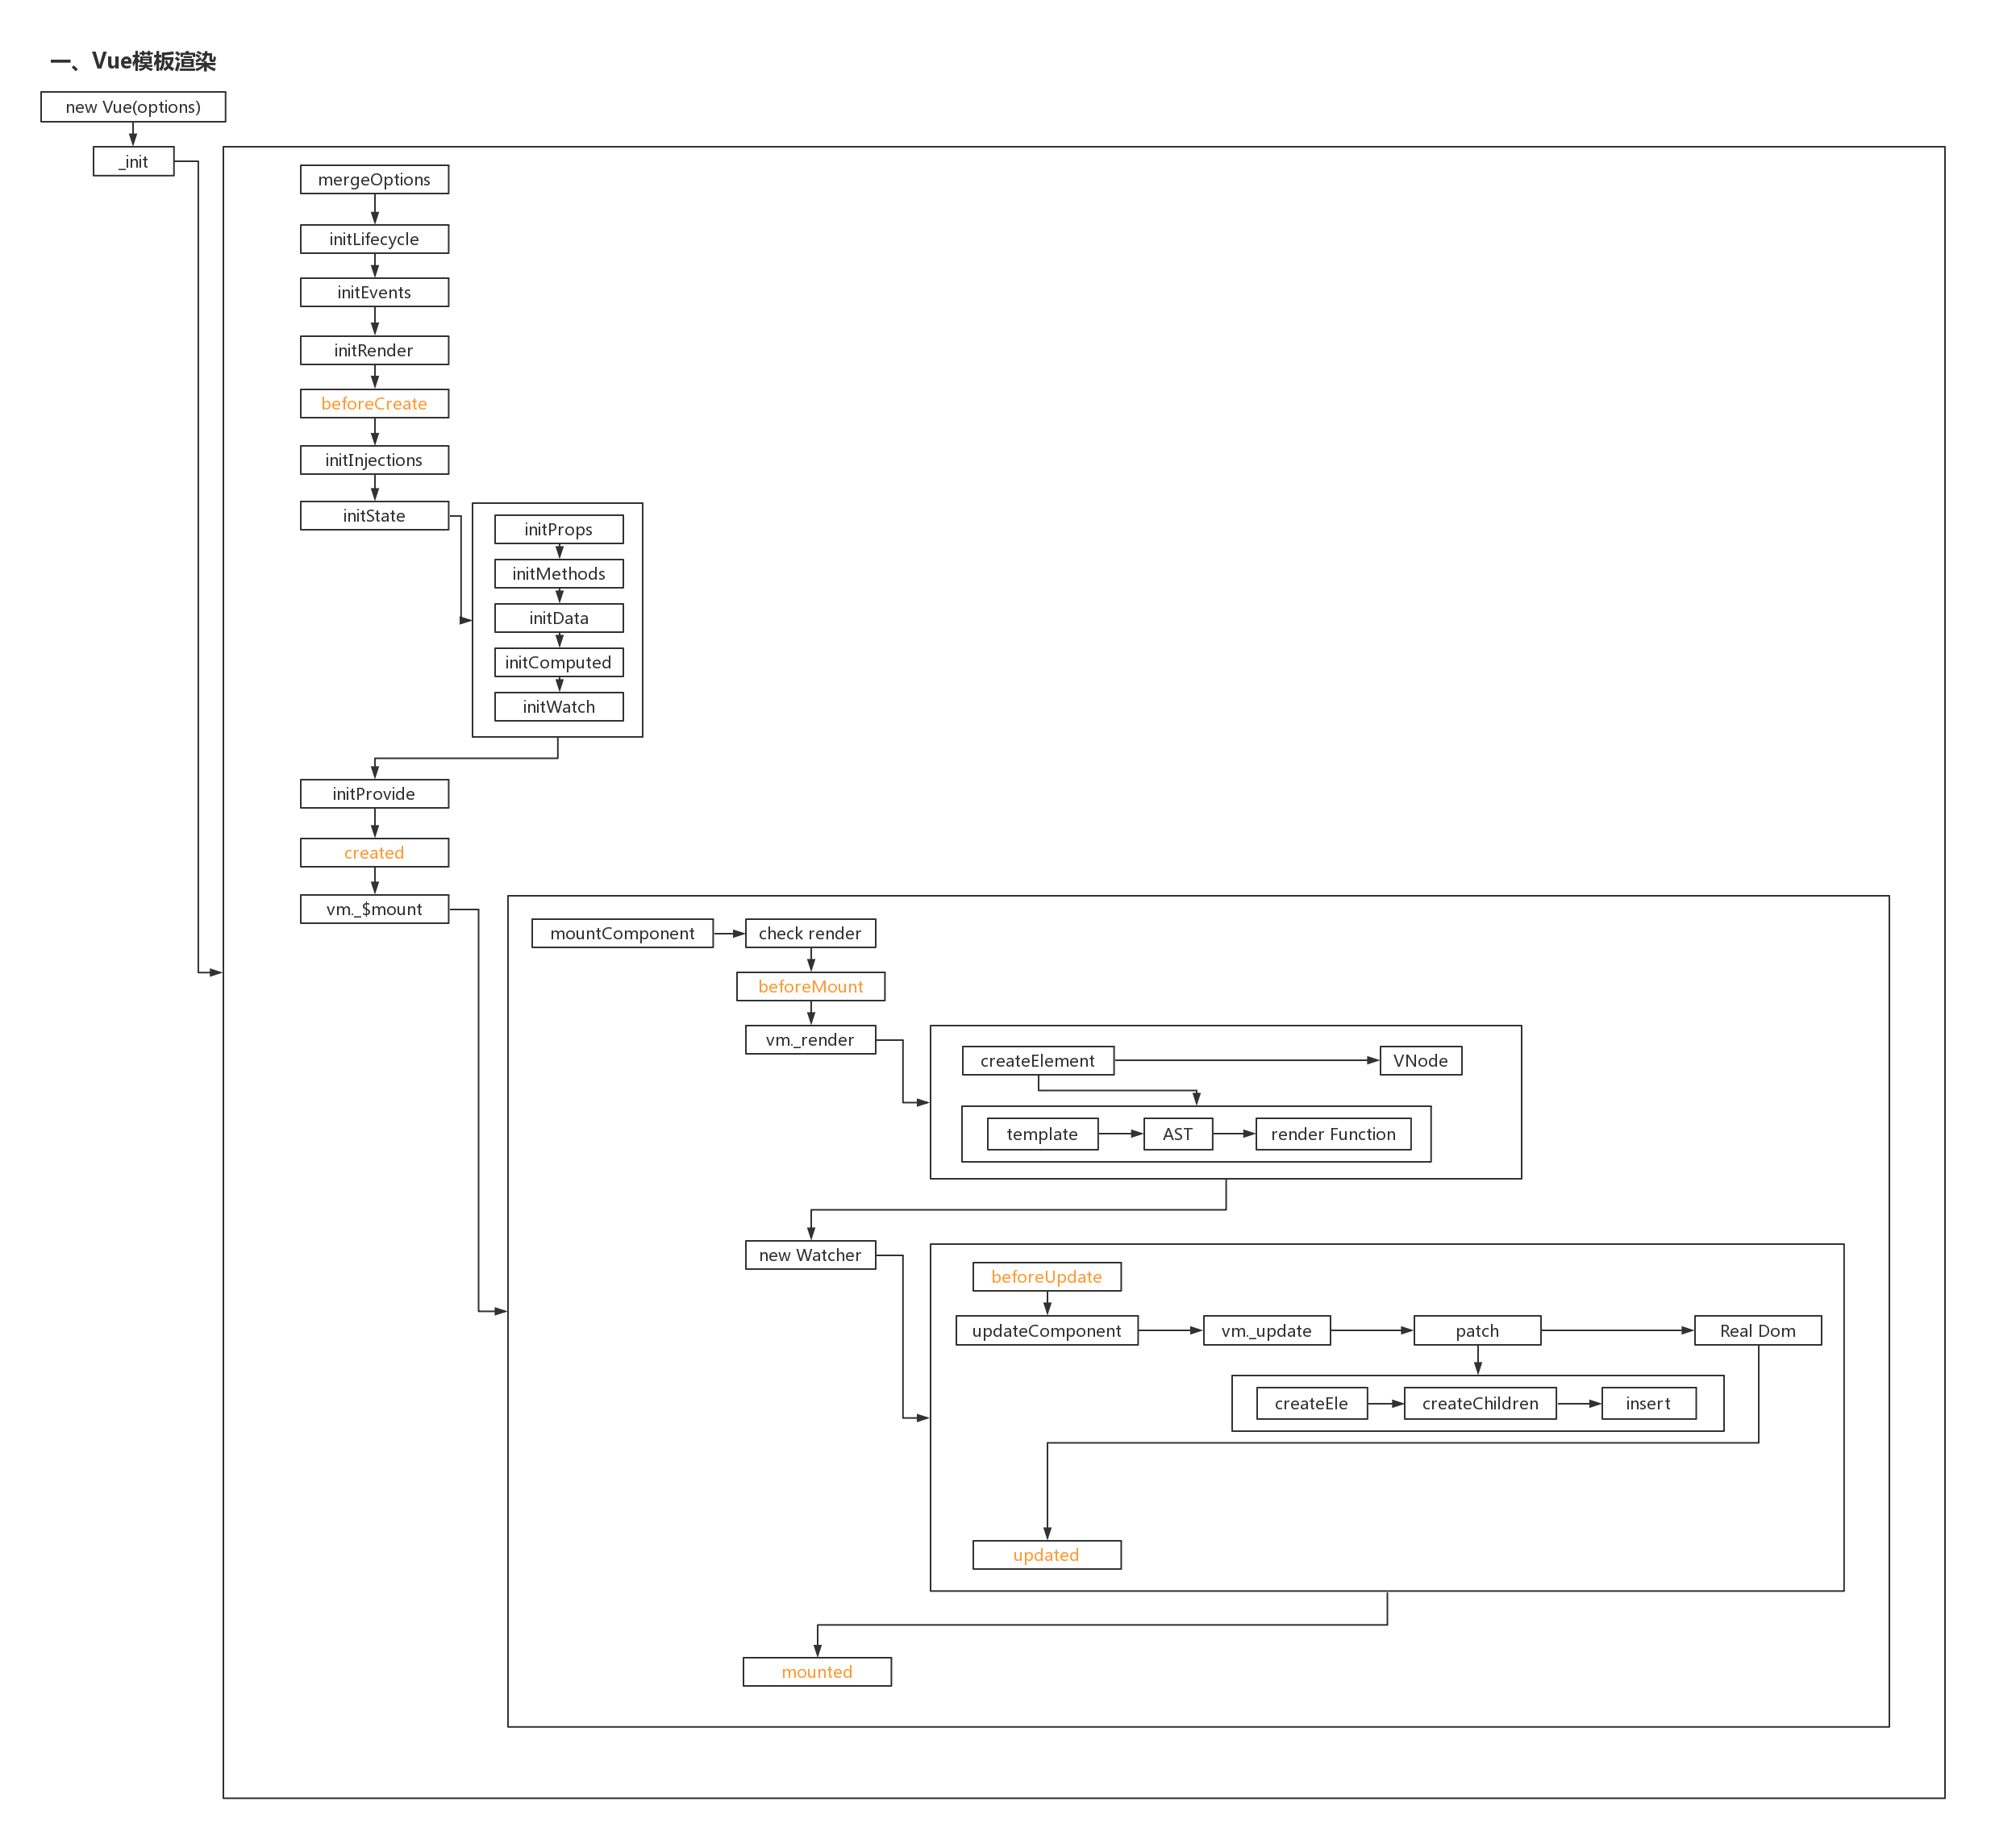 一、Vue模板渲染
new Vue(options)
_init
mergeOptions
initLifecycle
initEvents
initRender
beforeCreate
initInjections
initState
initProps
initMethods
initData
initComputed
initWatch
initProvide
created
vm._$mount
mountComponent
check render
beforeMount
vm._render
createElement
VNode
template
AST
render Function
new Watcher
beforeUpdate
updateComponent
vm._update
patch
Real Dom
createEle
createChildren
insert
updated
mounted